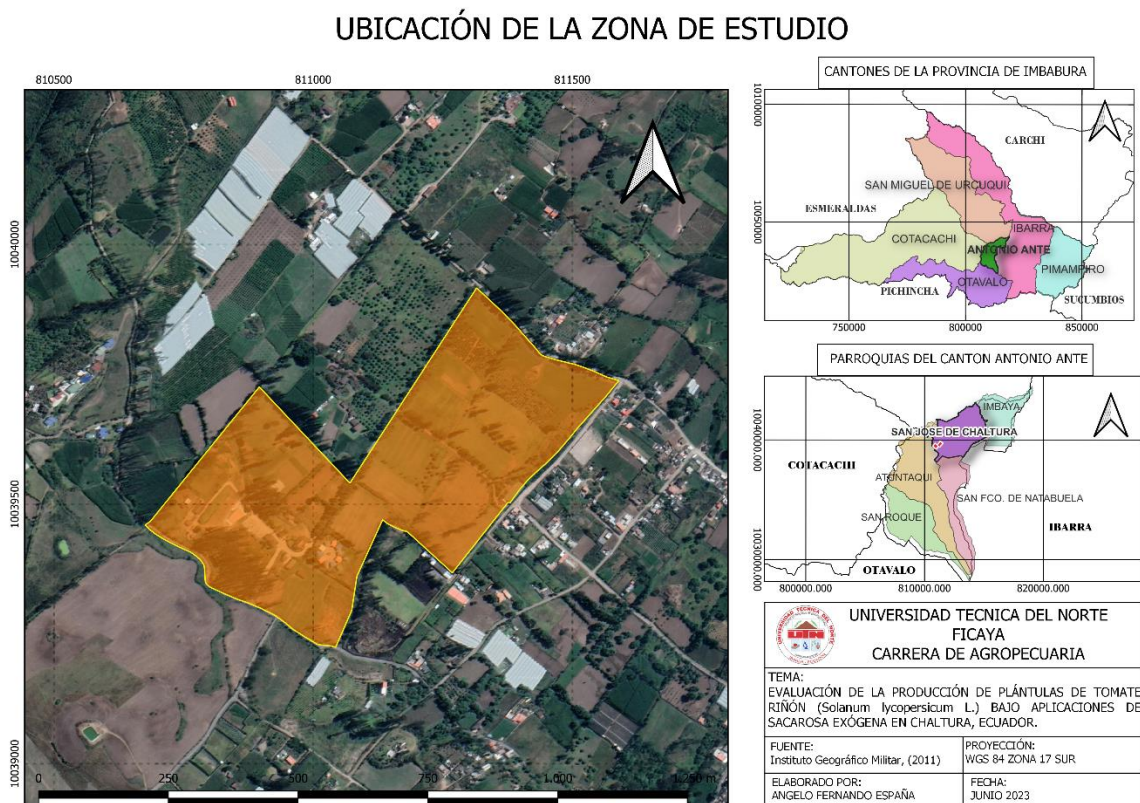 UBICACIÓN DE LA ZONA DE ESTUDIO
810500
811000
811500
10040000
10039500
10039000
0
250
500
750
1.000
1.250 m
CANTONES DE LA PROVINCIA DE IMBABURA
10100000
10050000
CARCHI
SAN MIGUEL DE URCUQUI
ESMERALDAS
IBARRA
COTACACHI
ANTONIO ANTE
PIMAMPIRO
OTAVALO
PICHINCHA
SUCUMBIOS
750000
800000
850000
PARROQUIAS DEL CANTON ANTONIO ANTE
10040000.000
10030000.000
IMBAYA
SAN JOSE DE CHALTURA
COTACACHI
ATUNTAQUI
SAN FCO. DE NATABUELA
SAN ROQUE
IBARRA
OTAVALO
800000.000
810000.000
820000.000
UNIVERSIDAD TECNICA DEL NORTE
FICAYA
CARRERA DE AGROPECUARIA
TEMA:
EVALUACIÓN DE LA PRODUCCIÓN DE PLÁNTULAS DE TOMATE
RIÑÓN (Solanum lycopersicum L.) BAJO APLICACIONES DE
SACAROSA EXÓGENA EN CHALTURA, ECUADOR.
FUENTE:
Instituto Geográfico Militar, (2011)
PROYECCIÓN:
WGS 84 ZONA 17 SUR
ELABORADO POR:
ANGELO FERNANDO ESPAÑA
FECHA:
JUNIO 2023